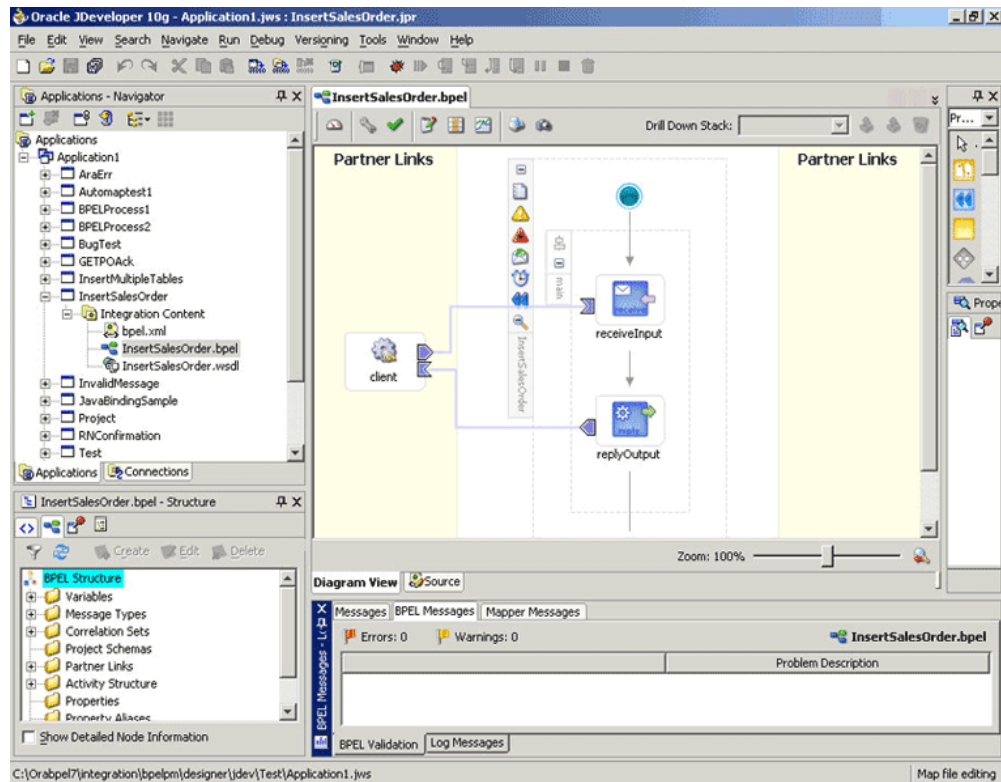 Oracle JDeveloper 10g - Application1.jws : InsertSalesOrder.jpr
File Edit View Search Navigate Run Debug Versioning Tools Window Help
Applications - Navigator
Applications
Application1
AraErr
Automaptest1
BPELProcess1
BPELProcess2
BugTest
GETPOAck
InsertMultipleTables
InsertSalesOrder
Integration Content
bpel.xml
InsertSalesOrder.bpel
InsertSalesOrder.wsdl
InvalidMessage
JavaBindingSample
Project
RNConfirmation
Test
Applications Connections
InsertSalesOrder.bpel - Structure
Create Edit Delete
BPEL Structure
Variables
Message Types
Correlation Sets
Project Schemas
Partner Links
Activity Structure
Properties
Property Aliases
Show Detailed Node Information
InsertSalesOrder.bpel
Drill Down Stack:
Partner Links
Partner Links
main
InsertSalesOrder
receive
receiveInput
client
reply
replyOutput
Zoom: 100%
Diagram View Source
Pr...
Prope
Messages BPEL Messages Mapper Messages
Errors: 0 Warnings: 0 InsertSalesOrder.bpel
Problem Description
BPEL Messages - Lo
BPEL Validation Log Messages
C:\Orabpel7\integration\bpelpm\designer\jdev\Test\Application1.jws Map file editing